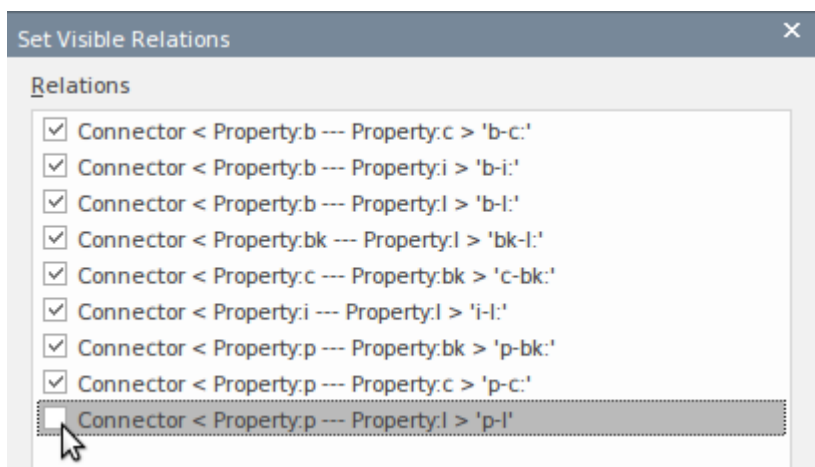 Set Visible Relations
Relations
Connector < Property:b --- Property:c > 'b-c:'
Connector < Property:b --- Property:i > 'b-i:'
Connector < Property:b --- Property:l > 'b-l:'
Connector < Property:bk --- Property:l > 'bk-l:'
Connector < Property:c --- Property:bk > 'c-bk:'
Connector < Property:i --- Property:l > 'i-l:'
Connector < Property:p --- Property:bk > 'p-bk:'
Connector < Property:p --- Property:c > 'p-c:'
Connector < Property:p --- Property:l > 'p-l'